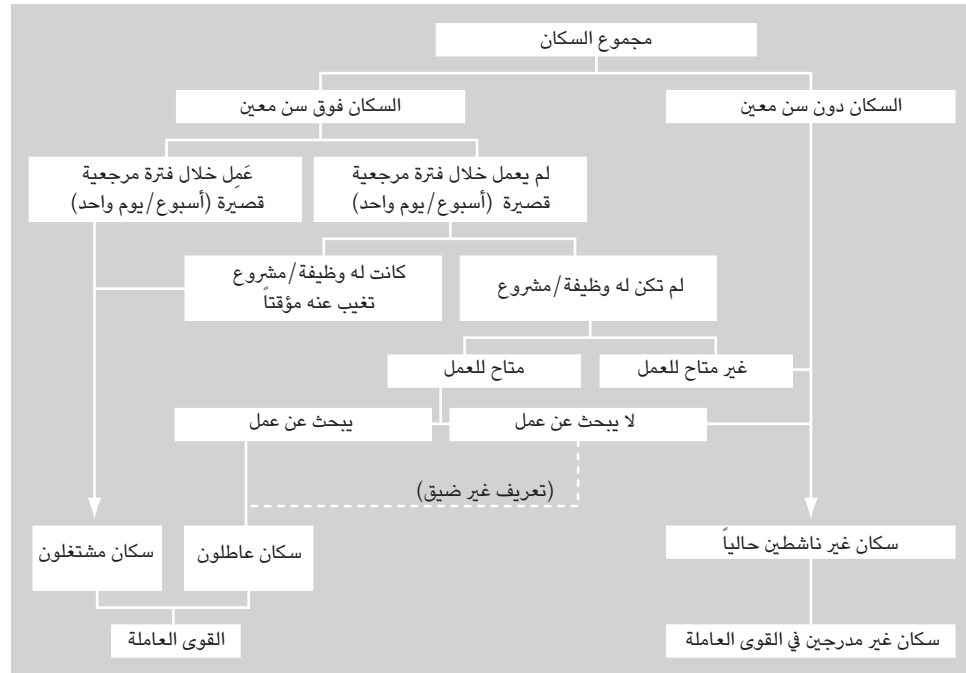 مجموع السكان
السكان دون سن معين
السكان فوق سن معين
لم يعمل خلال فترة مرجعية
قصيرة (أسبوع/يوم واحد)
عَمِل خلال فترة مرجعية
قصيرة (أسبوع/يوم واحد)
لم تكن له وظيفة/مشروع
كانت له وظيفة/مشروع
تغيب عنه مؤقتاً
غير متاح للعمل
متاح للعمل
لا يبحث عن عمل
يبحث عن عمل
(تعريف غير ضيق)
سكان غير ناشطين حالياً
سكان عاطلون
سكان مشتغلون
سكان غير مدرجين في القوى العاملة
القوى العاملة